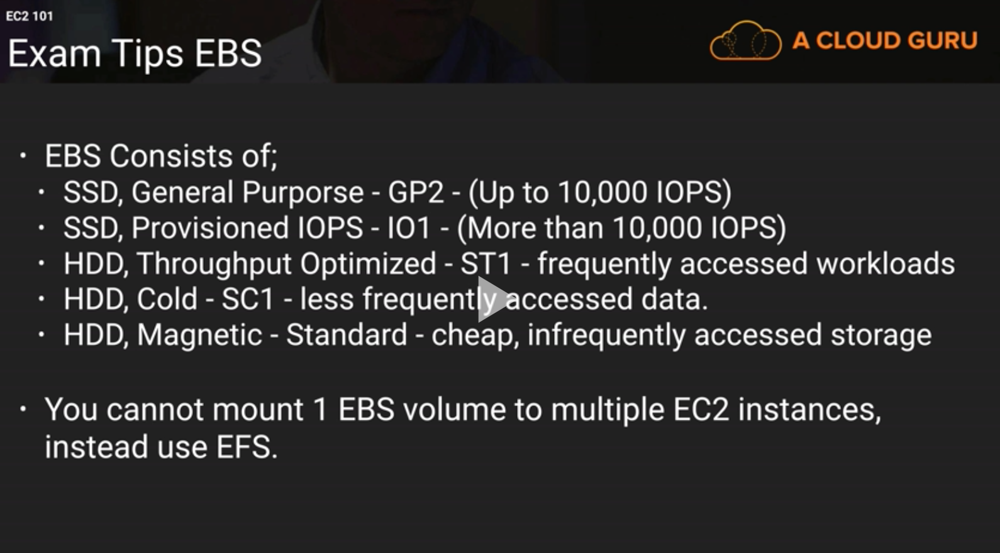 EC2 101
Exam Tips EBS
A CLOUD GURU
• EBS Consists of;
• SSD, General Purporse - GP2 - (Up to 10,000 IOPS)
• SSD, Provisioned IOPS - IO1 - (More than 10,000 IOPS)
• HDD, Throughput Optimized - ST1 - frequently accessed workloads
• HDD, Cold - SC1 - less frequently accessed data.
• HDD, Magnetic - Standard - cheap, infrequently accessed storage
• You cannot mount 1 EBS volume to multiple EC2 instances,
instead use EFS.